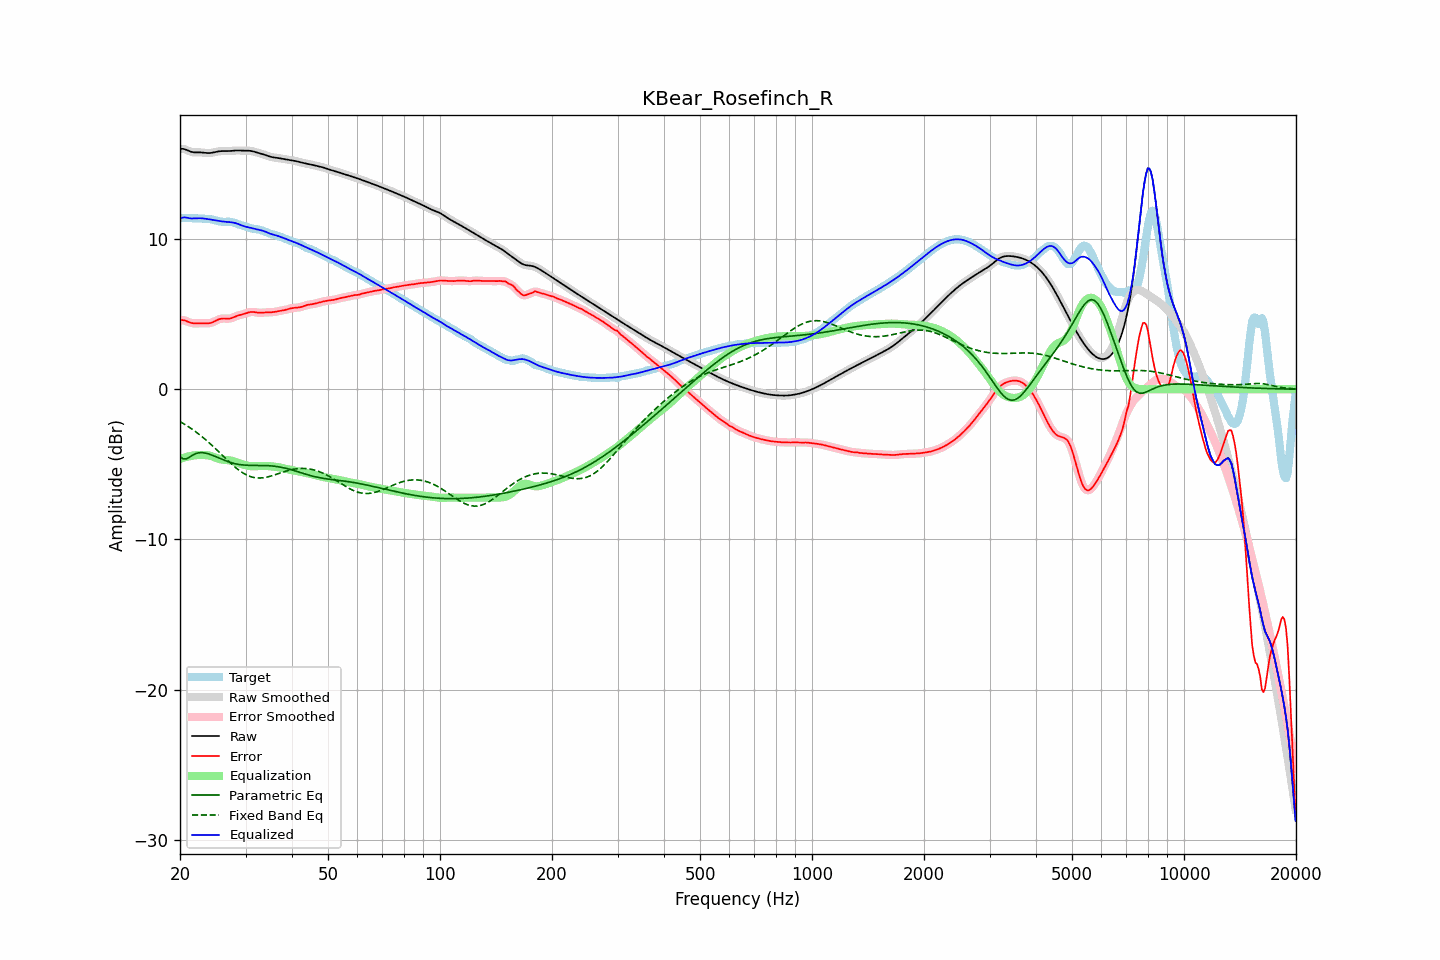 KBear_Rosefinch_R
Amplitude (dBr)
10
0
−10
−20
−30
Target
Raw Smoothed
Error Smoothed
Raw
Error
Equalization
Parametric Eq
Fixed Band Eq
Equalized
20 50 100 200 500 1000 2000 5000 10000 20000
Frequency (Hz)